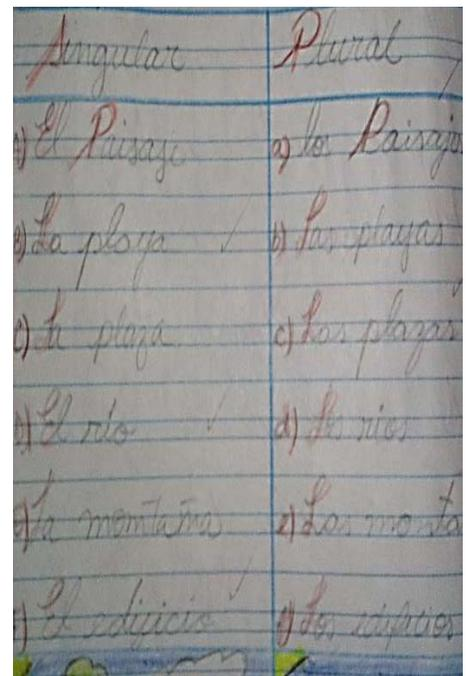 Singular Plural
A) El Paisaje a) los Paisajes
B) La playa b) Las playas
c) La plaza c) Las plazas
D) El río d) Los ríos
e) La montaña e) Las monta
f) El edificio f) Los edificios